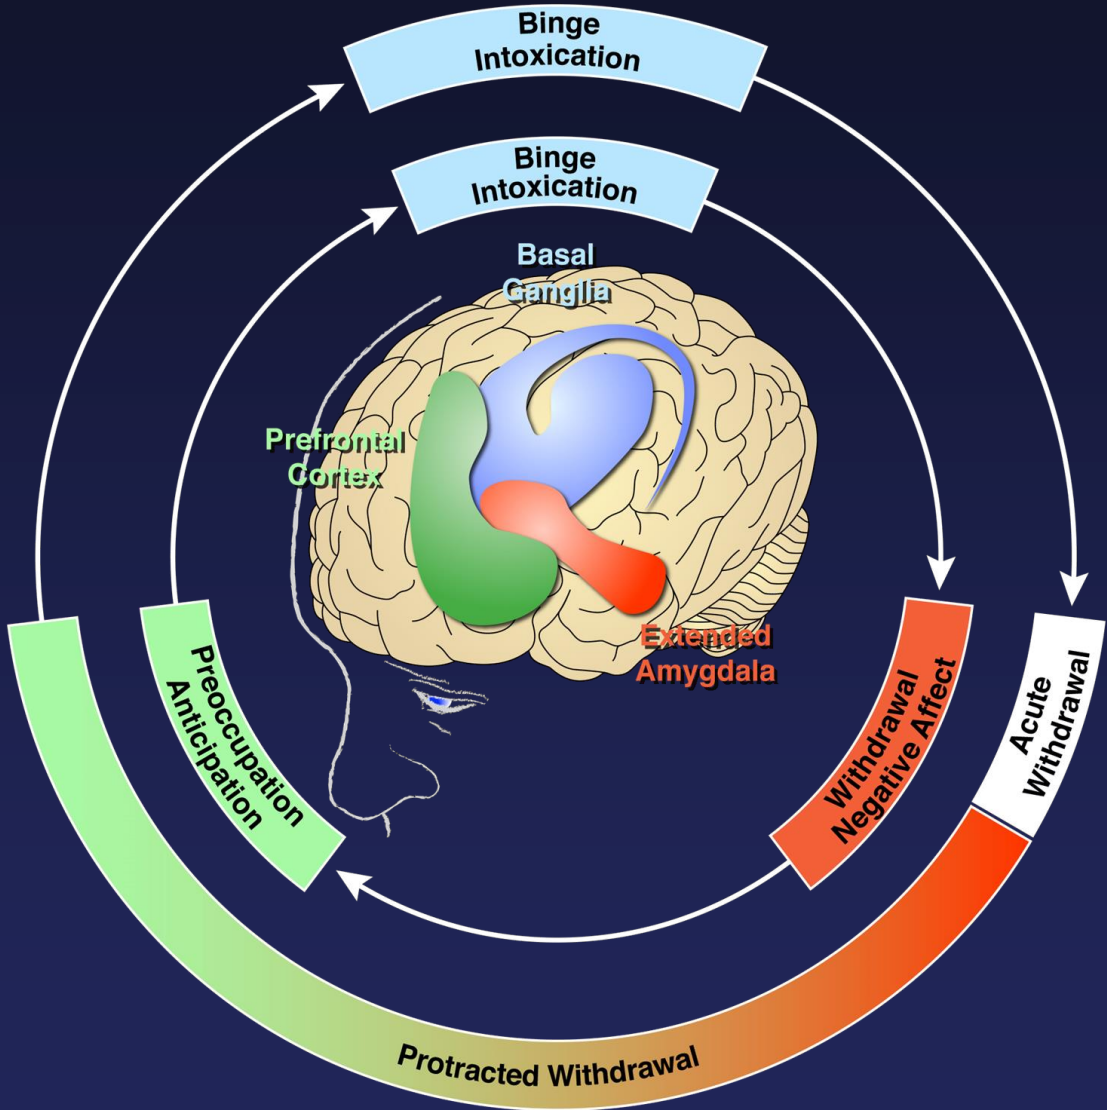 Binge
Intoxication
Binge
Intoxication
Basal
Ganglia
Prefrontal
Cortex
Extended
Amygdala
Preoccupation
Anticipation
Withdrawal
Negative Affect
Acute
Withdrawal
Protracted Withdrawal